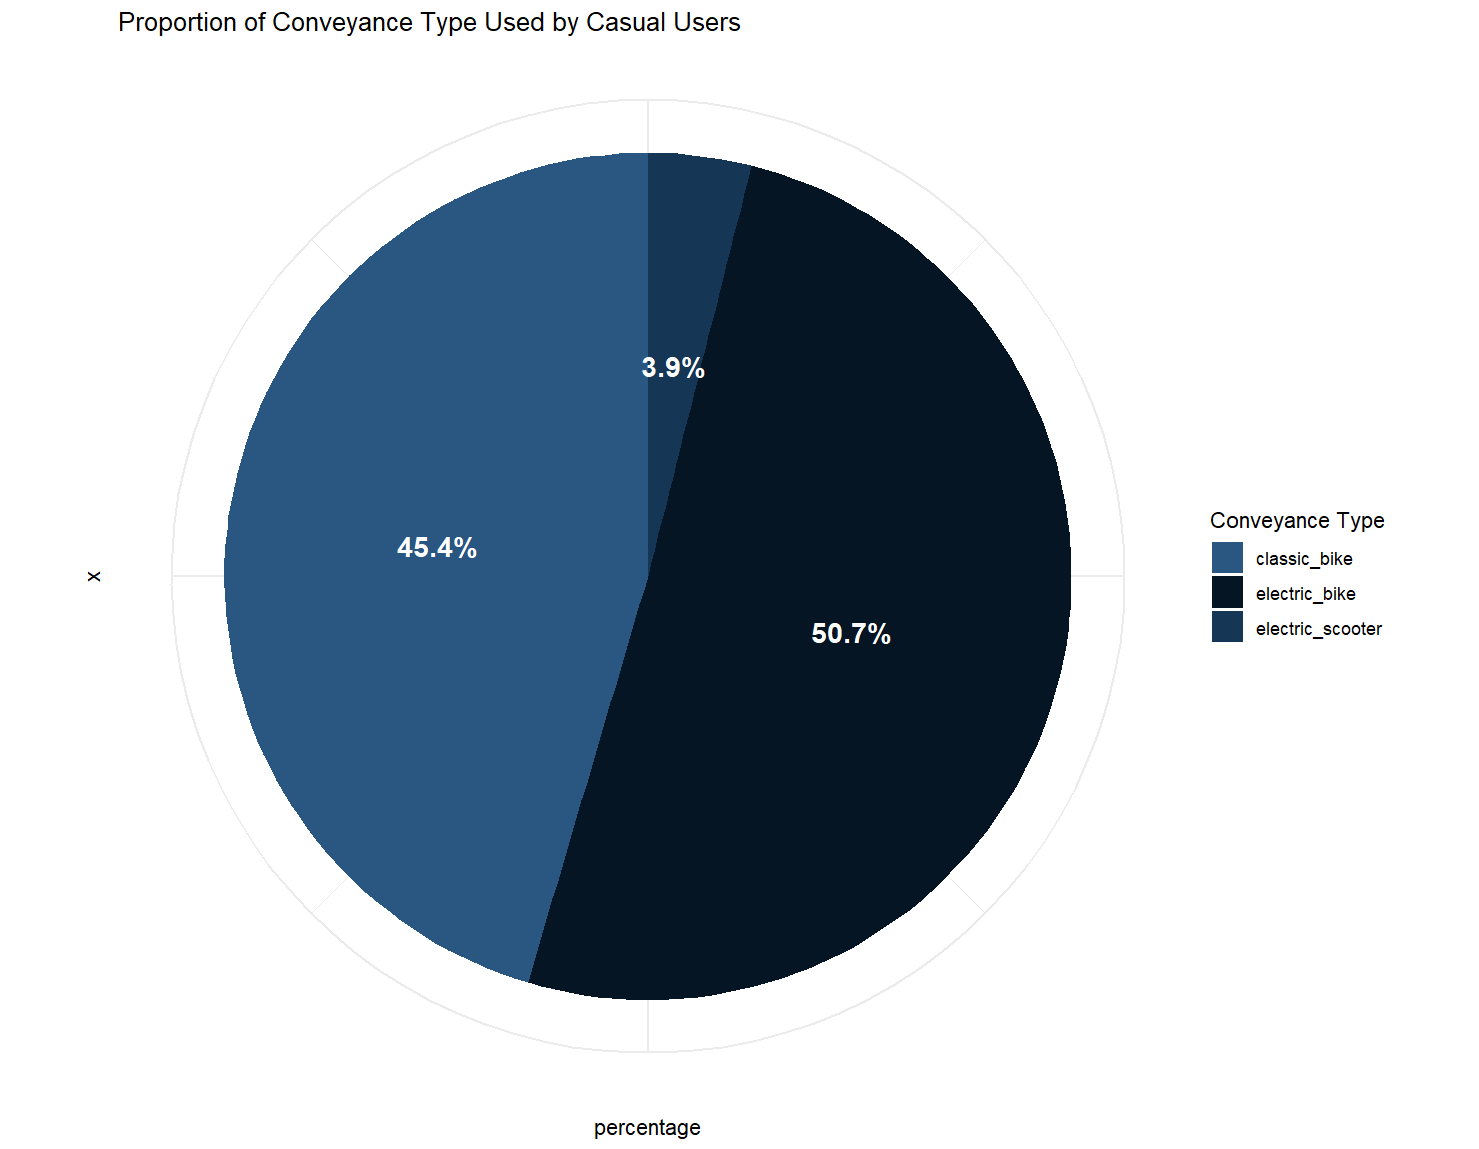 Proportion of Conveyance Type Used by Casual Users
3.9%
45.4%
50.7%
x
percentage
Conveyance Type
classic_bike
electric_bike
electric_scooter